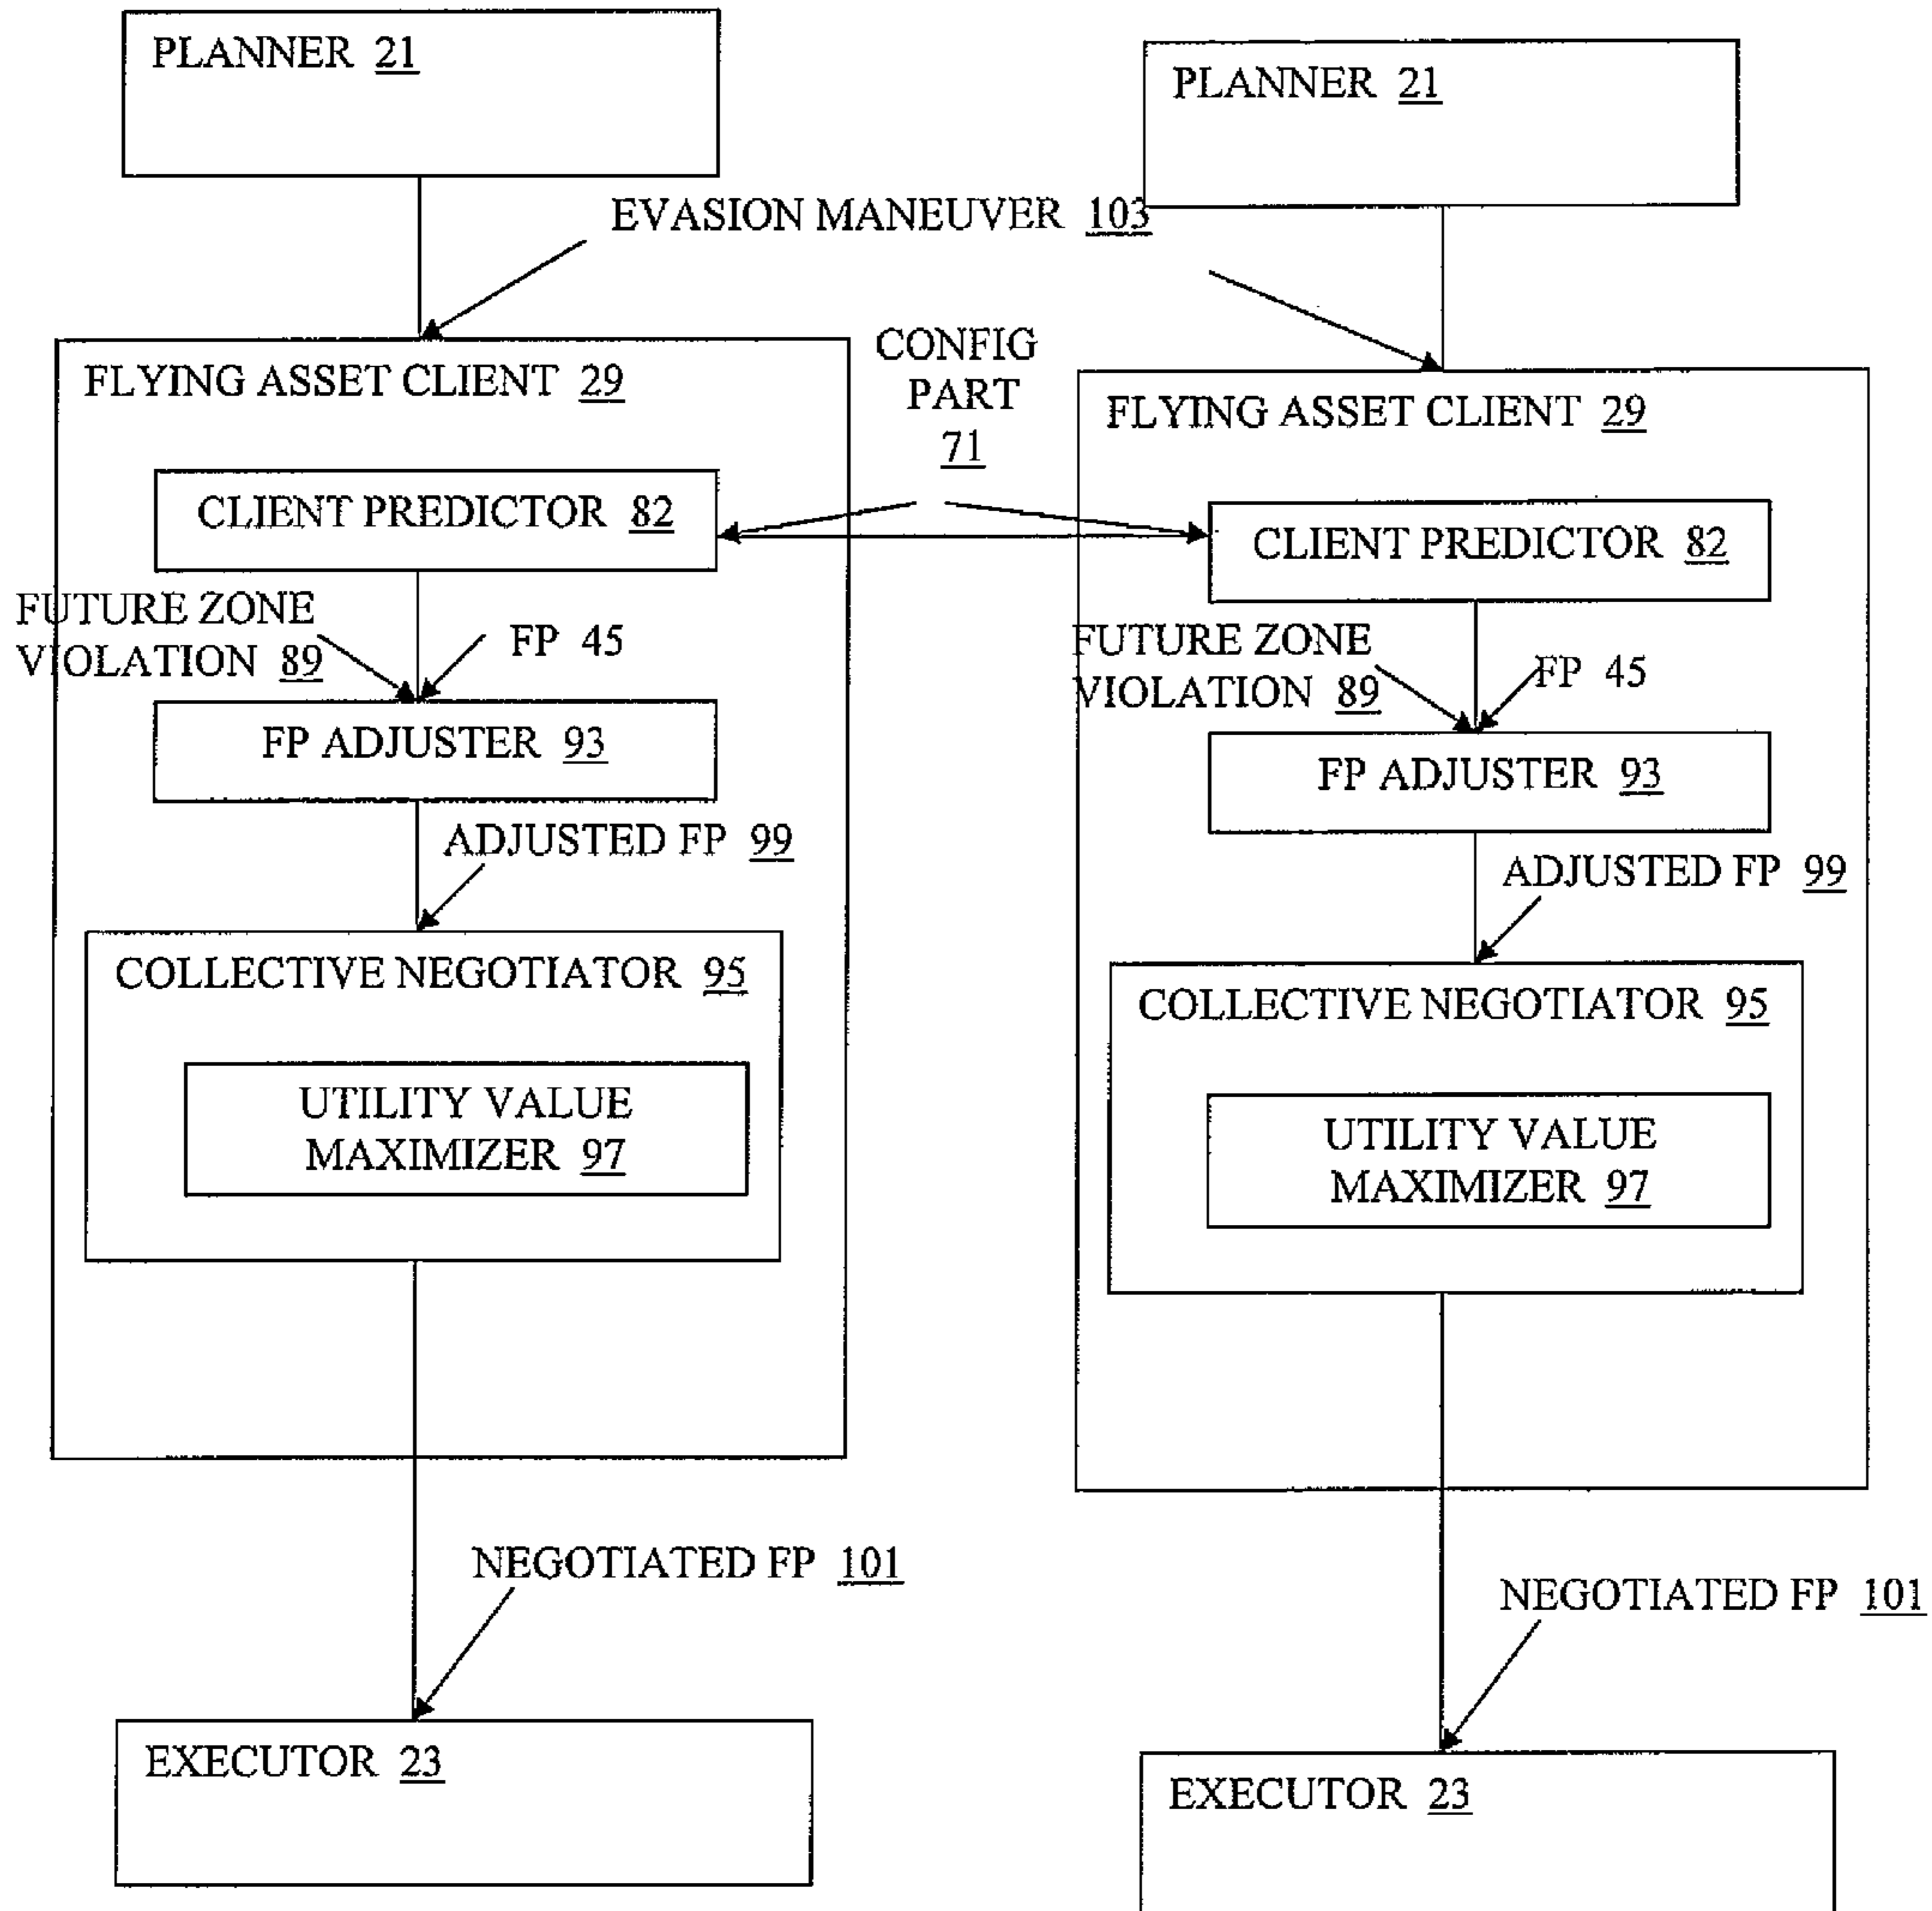 PLANNER 21
PLANNER 21
EVASION MANEUVER 103
FLYING ASSET CLIENT 29
CONFIG
PART
71
FLYING ASSET CLIENT 29
CLIENT PREDICTOR 82
CLIENT PREDICTOR 82
FUTURE ZONE
VIOLATION 89
FP 45
FUTURE ZONE
VIOLATION 89
FP 45
FP ADJUSTER 93
FP ADJUSTER 93
ADJUSTED FP 99
ADJUSTED FP 99
COLLECTIVE NEGOTIATOR 95
COLLECTIVE NEGOTIATOR 95
UTILITY VALUE
MAXIMIZER 97
UTILITY VALUE
MAXIMIZER 97
NEGOTIATED FP 101
NEGOTIATED FP 101
EXECUTOR 23
EXECUTOR 23